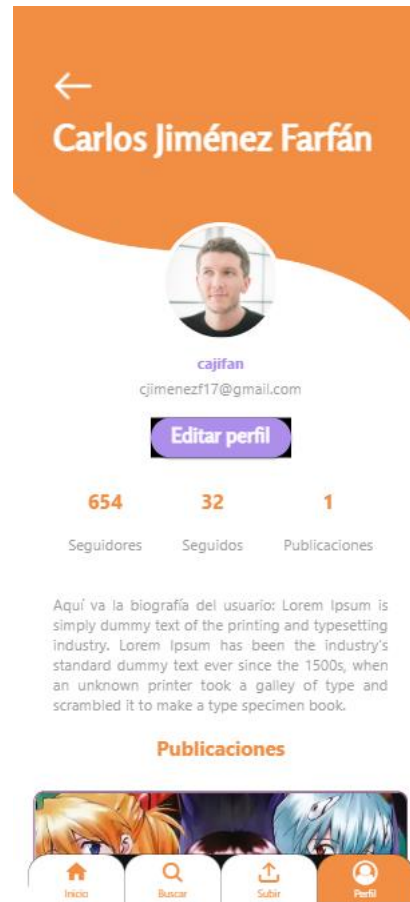 Carlos Jiménez Farfán
cajifan
cjimenezf17@gmail.com
Editar perfil
654 32 1
Seguidores Seguidos Publicaciones
Aquí va la biografía del usuario: Lorem Ipsum is
simply dummy text of the printing and typesetting
industry. Lorem Ipsum has been the industry's
standard dummy text ever since the 1500s, when
an unknown printer took a galley of type and
scrambled it to make a type specimen book.
Publicaciones
Inicio Buscar Subir Perfil